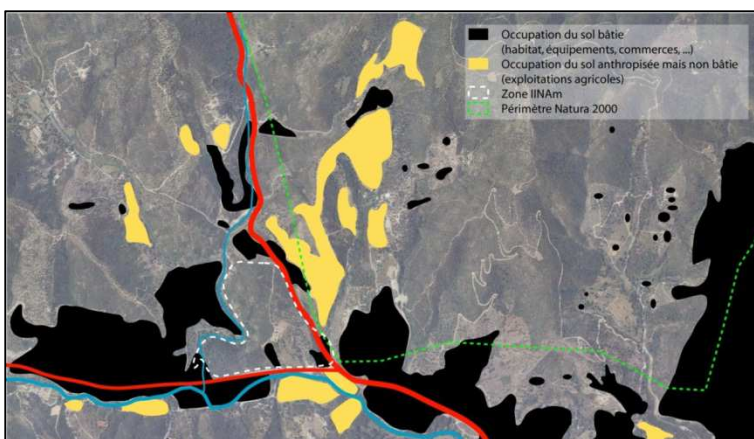 Occupation du sol bâtie
(habitat, équipements, commerces, ...)
Occupation du sol anthropisée mais non bâtie
(exploitations agricoles)
Zone IINAm
Périmètre Natura 2000